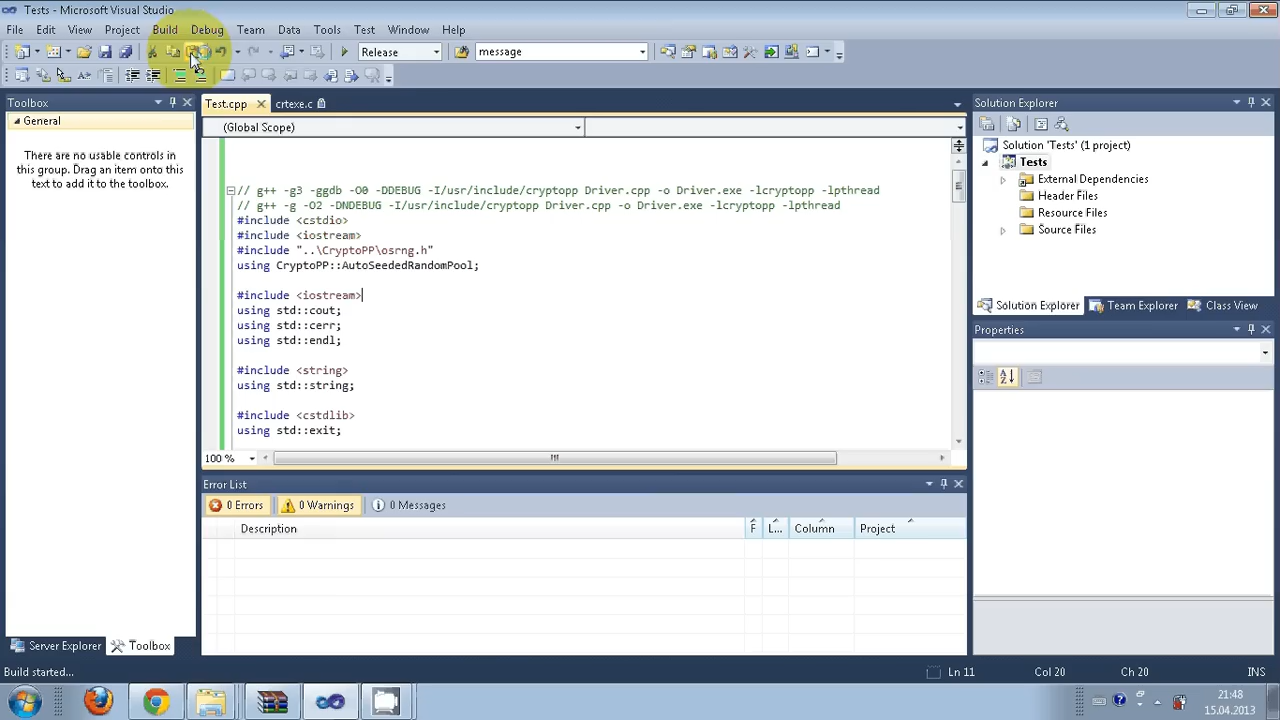 Tests - Microsoft Visual Studio
File Edit View Project Build Debug Team Data Tools Test Window Help
Release message
Toolbox
General
There are no usable controls in
this group. Drag an item onto this
text to add it to the toolbox.
Server Explorer Toolbox
Test.cpp crtexe.c
(Global Scope)
// g++ -g3 -ggdb -O0 -DDEBUG -I/usr/include/cryptopp Driver.cpp -o Driver.exe -lcryptopp -lpthread
// g++ -g -O2 -DNDEBUG -I/usr/include/cryptopp Driver.cpp -o Driver.exe -lcryptopp -lpthread
#include <cstdio>
#include <iostream>
#include "..\CryptoPP\osrng.h"
using CryptoPP::AutoSeededRandomPool;
#include <iostream>
using std::cout;
using std::cerr;
using std::endl;
#include <string>
using std::string;
#include <cstdlib>
using std::exit;
100 %
Error List
0 Errors 0 Warnings 0 Messages
Description F L... Column Project
Solution Explorer
Solution 'Tests' (1 project)
Tests
External Dependencies
Header Files
Resource Files
Source Files
Solution Explorer Team Explorer Class View
Properties
Build started... Ln 11 Col 20 Ch 20 INS
21:48
15.04.2013